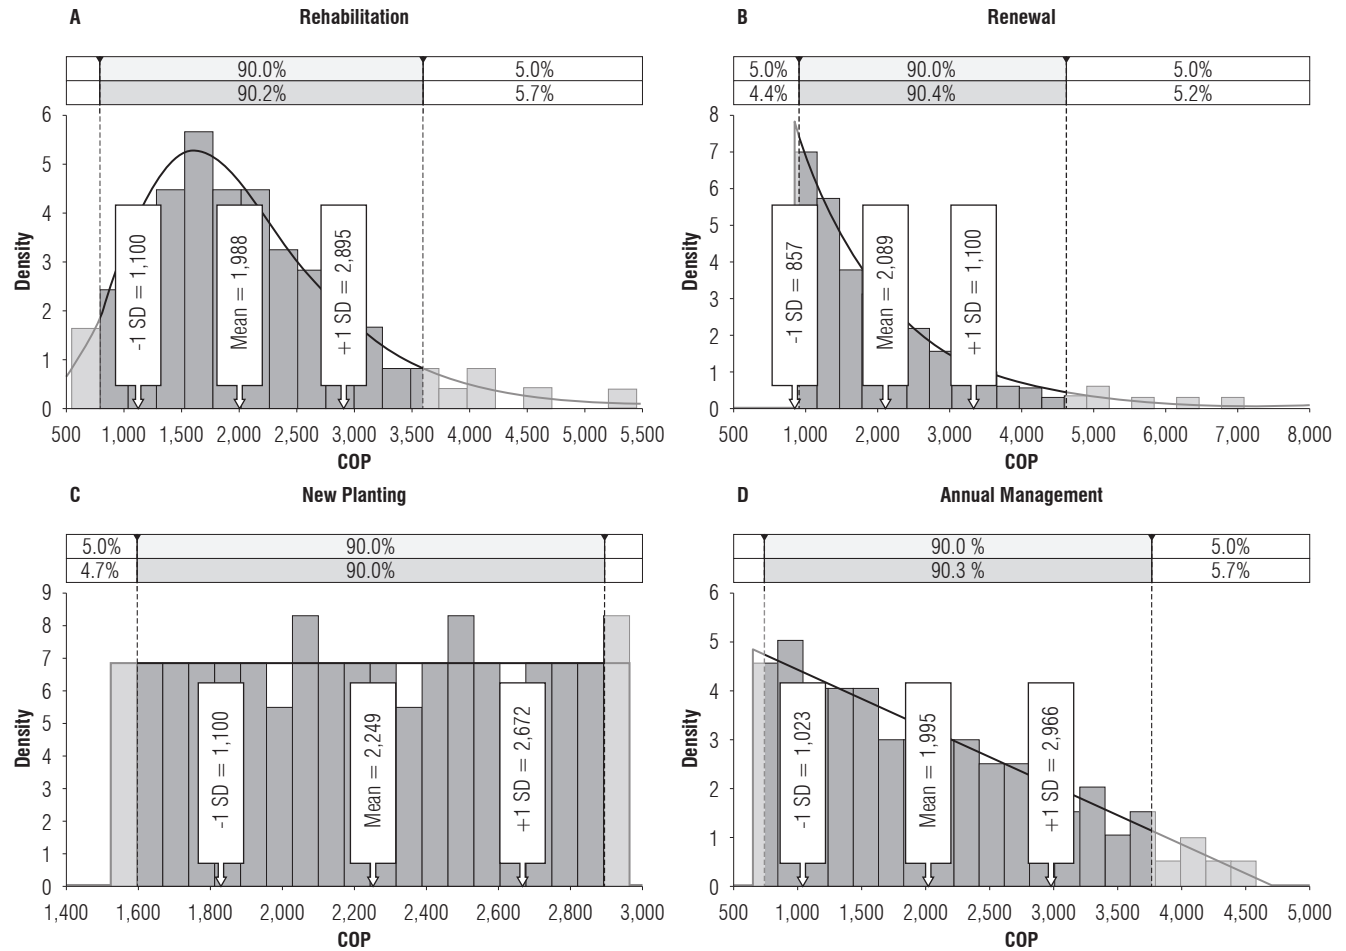 A Rehabilitation
90.0% 5.0%
90.2% 5.7%
6
5
4
3
2
1
0
Density
-1 SD = 1,100
Mean = 1,988
+1 SD = 2,895
500 1,000 1,500 2,000 2,500 3,000 3,500 4,000 4,500 5,000 5,500
COP
B Renewal
5.0% 90.0% 5.0%
4.4% 90.4% 5.2%
8
7
6
5
4
3
2
1
0
Density
-1 SD = 857
Mean = 2,089
+1 SD = 1,100
500 1,000 2,000 3,000 4,000 5,000 6,000 7,000 8,000
COP
C New Planting
5.0% 90.0%
4.7% 90.0%
9
8
7
6
5
4
3
2
1
0
Density
-1 SD = 1,100
Mean = 2,249
+1 SD = 2,672
1,400 1,600 1,800 2,000 2,200 2,400 2,600 2,800 3,000
COP
D Annual Management
90.0 % 5.0%
90.3 % 5.7%
6
5
4
3
2
1
0
Density
-1 SD = 1,023
Mean = 1,995
+1 SD = 2,966
500 1,000 1,500 2,000 2,500 3,000 3,500 4,000 4,500 5,000
COP